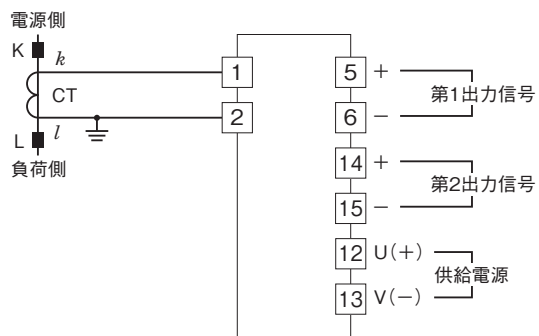 電源側
K
k
CT
l
L
負荷側
1
2
5 +
6 −
第1出力信号
14 +
15 −
第2出力信号
12 U(+)
13 V(−)
供給電源